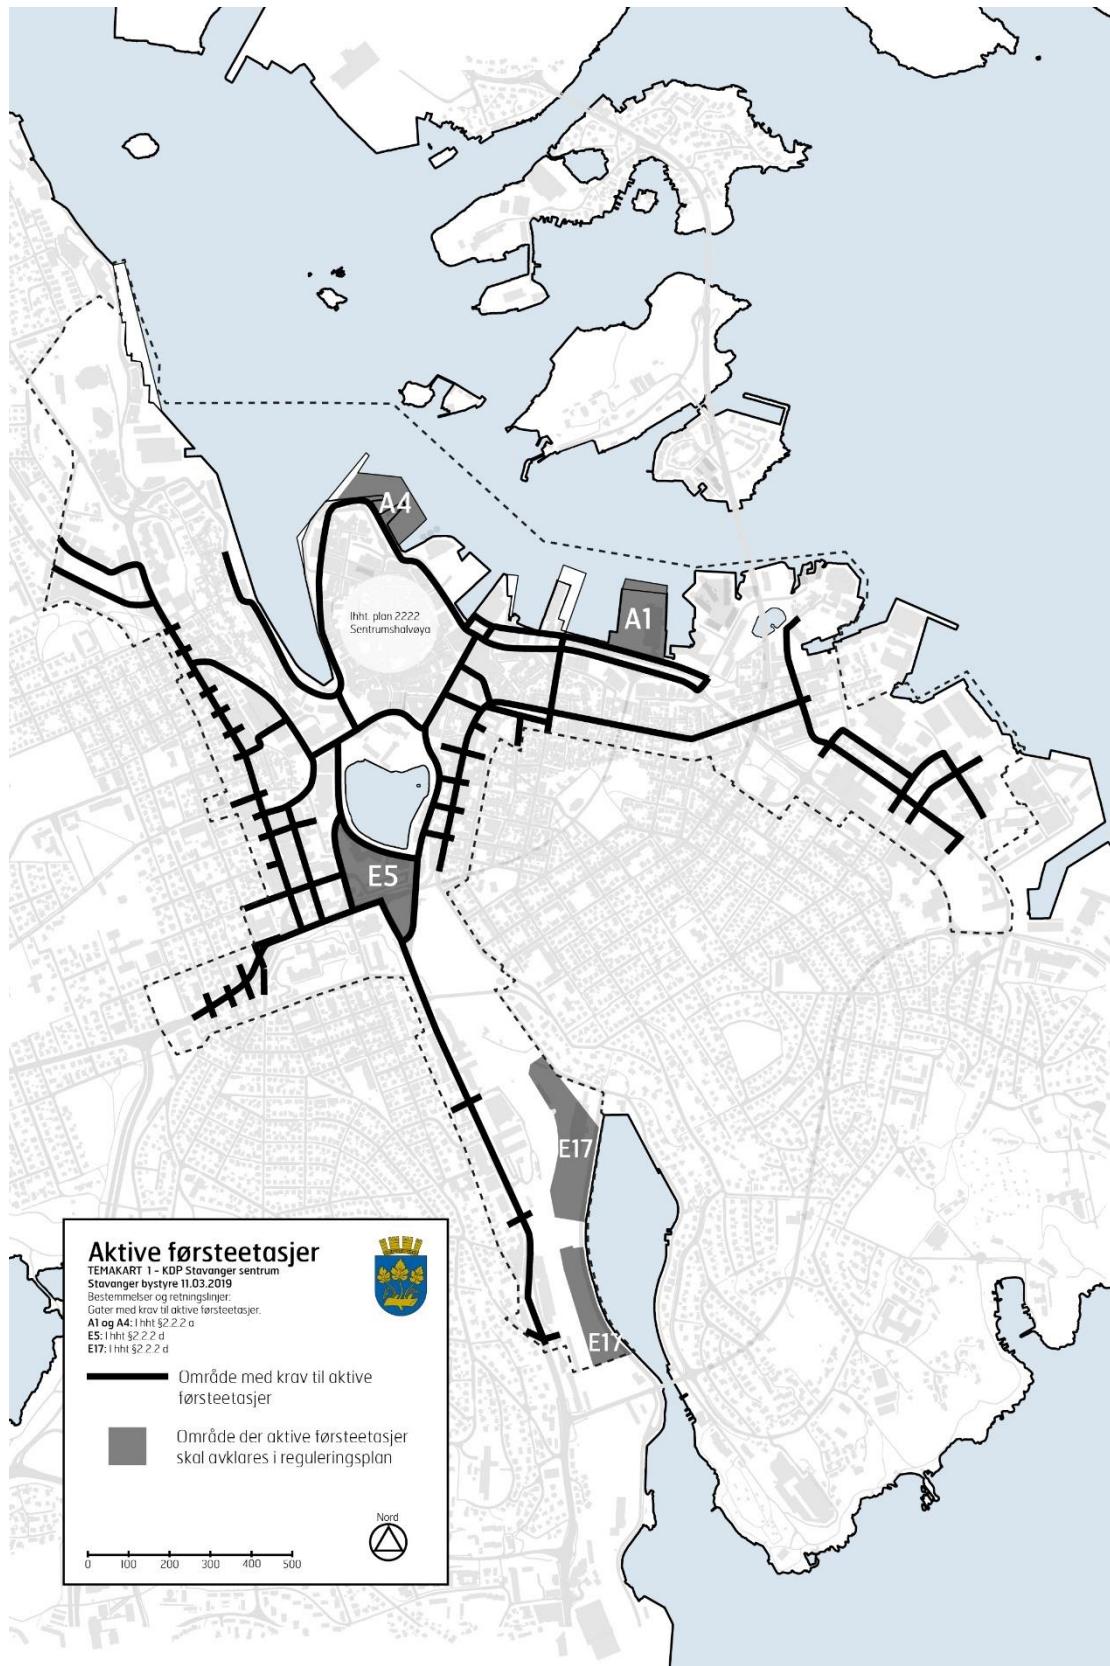 A4
Ihht. plan 2222
Sentrumshalvøya
A1
E5
E17
E17
Aktive førsteetasjer
TEMAKART 1 - KDP Stavanger sentrum
Stavanger bystyre 11.03.2019
Bestemmelser og retningslinjer:
Gater med krav til aktive førsteetasjer.
A1 og A4: I hht §2.2.2 a
E5: I hht §2.2.2 d
E17: I hht §2.2.2 d
Område med krav til aktive
førsteetasjer
Område der aktive førsteetasjer
skal avklares i reguleringsplan
Nord
0 100 200 300 400 500